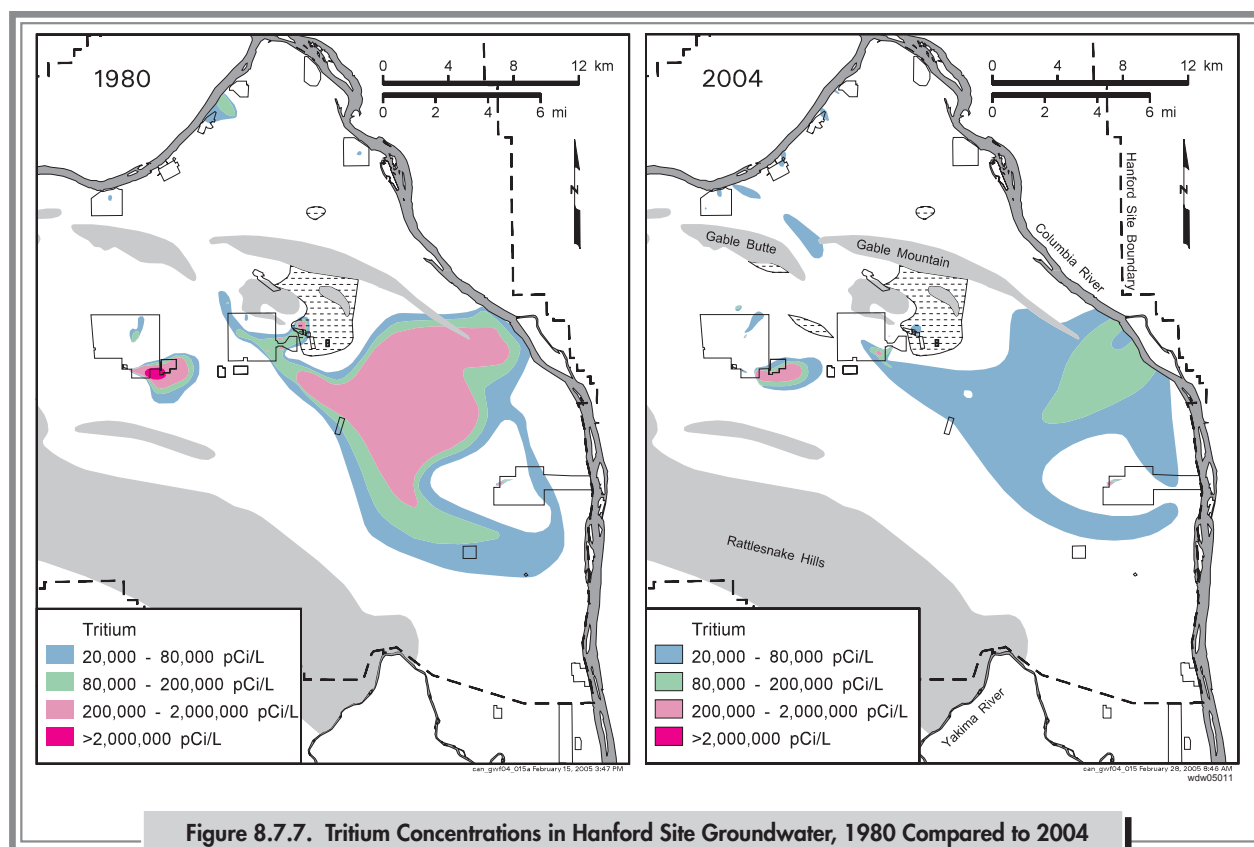 1980
0 4 8 12 km
0 2 4 6 mi
N
Tritium
20,000 - 80,000 pCi/L
80,000 - 200,000 pCi/L
200,000 - 2,000,000 pCi/L
>2,000,000 pCi/L
can_gwf04_015a February 15, 2005 3:47 PM
2004
0 4 8 12 km
0 2 4 6 mi
N
Hanford Site Boundary
Columbia River
Gable Butte
Gable Mountain
Rattlesnake Hills
Yakima River
Tritium
20,000 - 80,000 pCi/L
80,000 - 200,000 pCi/L
200,000 - 2,000,000 pCi/L
>2,000,000 pCi/L
can_gwf04_015 February 28, 2005 8:46 AM
wdw05011
Figure 8.7.7. Tritium Concentrations in Hanford Site Groundwater, 1980 Compared to 2004